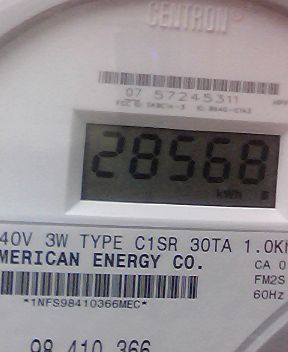 CENTRON
07 57245311
28568
kWh
40V 3W TYPE C1SR 30TA 1.0K
MERICAN ENERGY CO.
CA 0
FM2S
60Hz
*1NFS98410366MEC*
98 410 366